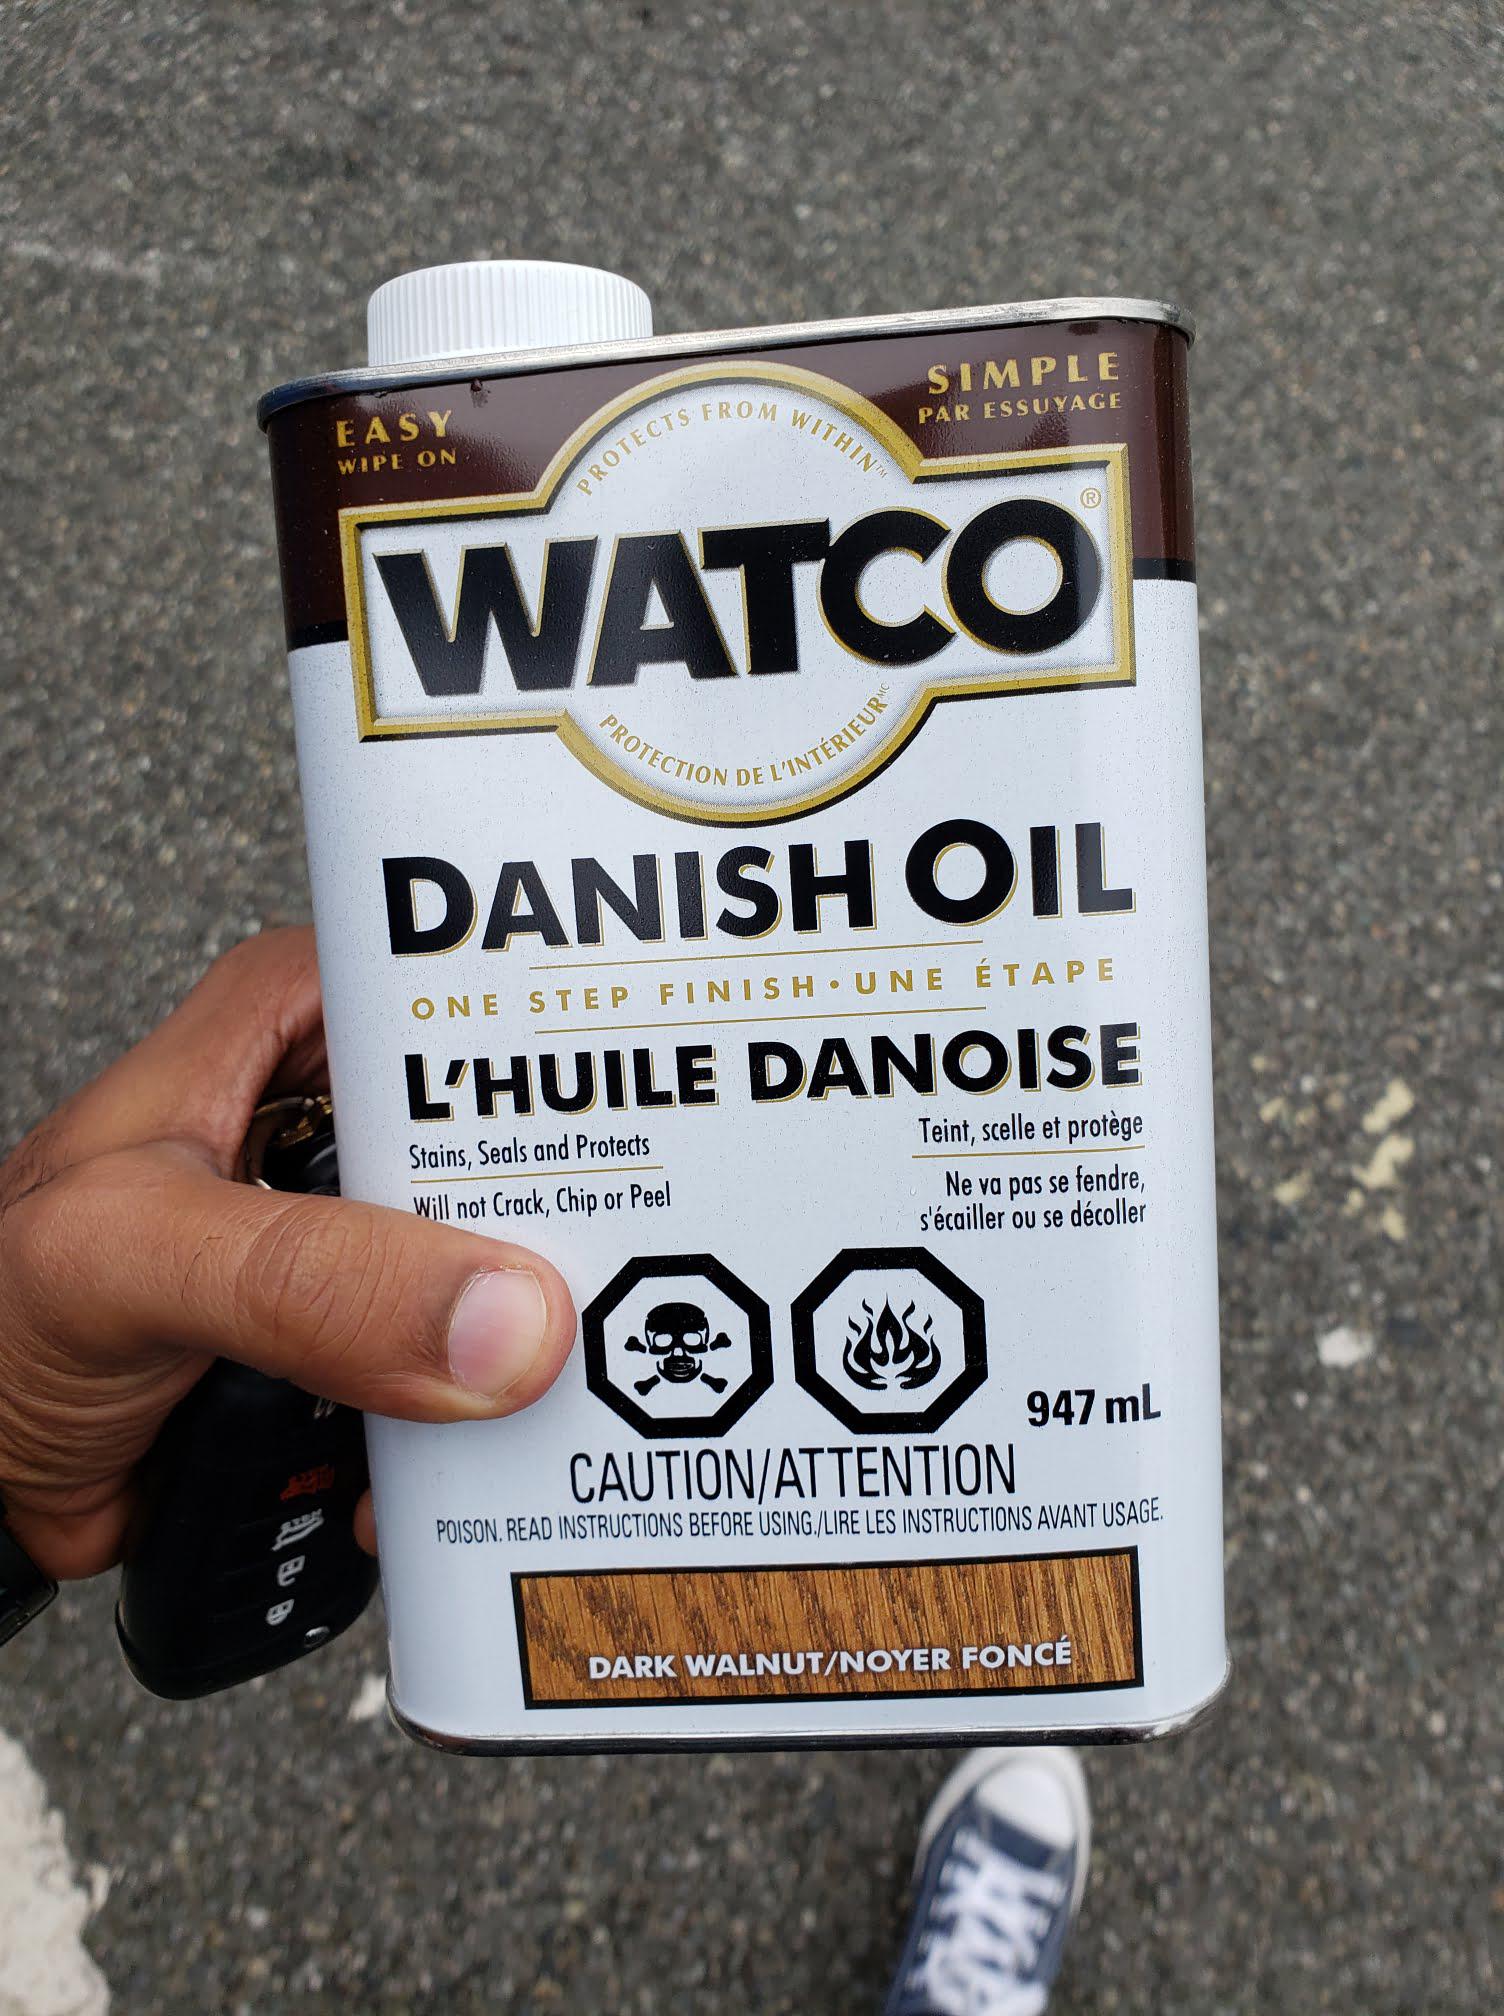 EASY
WIPE ON
SIMPLE
PAR ESSUYAGE
PROTECTS FROM WITHIN™
WATCO®
PROTECTION DE L'INTÉRIEUR MC
DANISH OIL
ONE STEP FINISH • UNE ÉTAPE
L'HUILE DANOISE
Stains, Seals and Protects
Will not Crack, Chip or Peel
Teint, scelle et protège
Ne va pas se fendre,
s'écailler ou se décoller
947 mL
CAUTION/ATTENTION
POISON. READ INSTRUCTIONS BEFORE USING./LIRE LES INSTRUCTIONS AVANT USAGE.
DARK WALNUT/NOYER FONCÉ